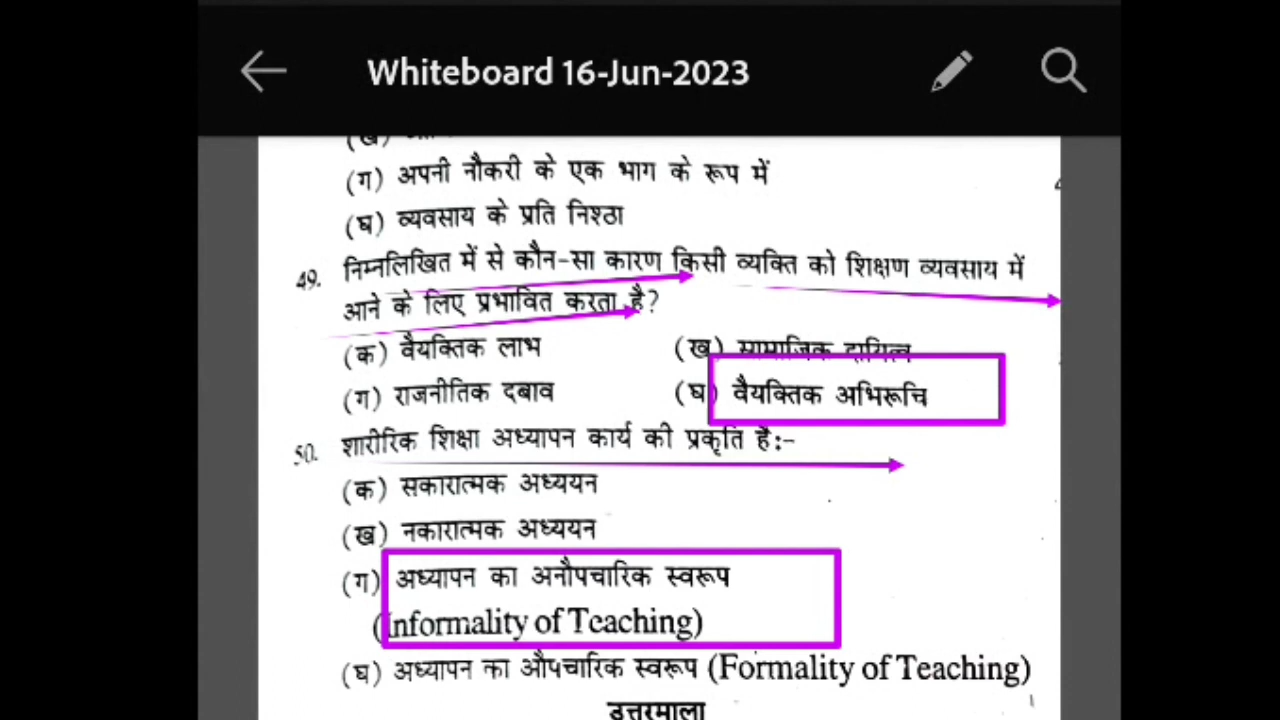 Whiteboard 16-Jun-2023
(ख)
(ग) अपनी नौकरी के एक भाग के रूप में
(घ) व्यवसाय के प्रति निश्ठा
49. निम्नलिखित में से कौन-सा कारण किसी व्यक्ति को शिक्षण व्यवसाय में
आने के लिए प्रभावित करता है?
(क) वैयक्तिक लाभ (ख) सामाजिक दायित्व
(ग) राजनीतिक दबाव (घ) वैयक्तिक अभिरूचि
50. शारीरिक शिक्षा अध्यापन कार्य की प्रकृति है:-
(क) सकारात्मक अध्ययन
(ख) नकारात्मक अध्ययन
(ग) अध्यापन का अनौपचारिक स्वरूप
(Informality of Teaching)
(घ) अध्यापन का औपचारिक स्वरूप (Formality of Teaching)
उत्तरमाला